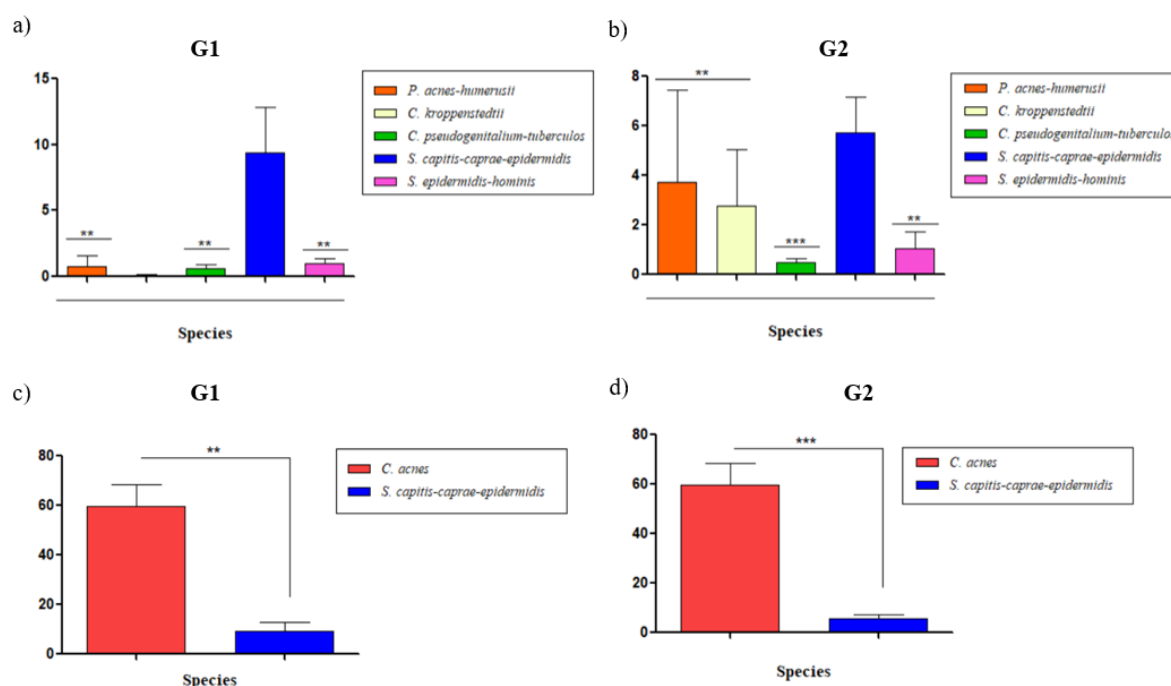 a)
G1
15
10
5
0
**
**
**
Species
P. acnes-humerusii
C. kroppenstedtii
C. pseudogenitalium-tuberculos
S. capitis-caprae-epidermidis
S. epidermidis-hominis
b)
G2
8
6
4
2
0
**
***
**
Species
P. acnes-humerusii
C. kroppenstedtii
C. pseudogenitalium-tuberculos
S. capitis-caprae-epidermidis
S. epidermidis-hominis
c)
G1
80
60
40
20
0
**
Species
C. acnes
S. capitis-caprae-epidermidis
d)
G2
80
60
40
20
0
***
Species
C. acnes
S. capitis-caprae-epidermidis